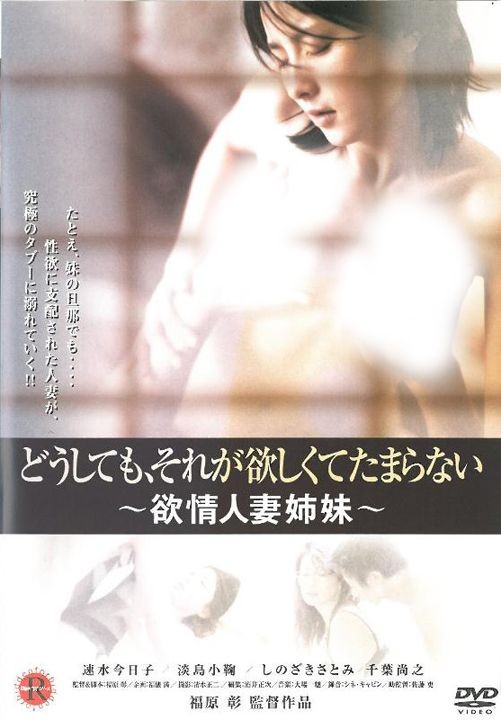 たとえ、妹の旦那でも‥‥
性欲に支配された人妻が、
究極のタブーに溺れていく!!
どうしても、それが欲しくてたまらない
～欲情人妻姉妹～
速水今日子 / 淡島小鞠 / しのざきさとみ / 千葉尚之
福原 彰 監督作品
R
DVD
VIDEO